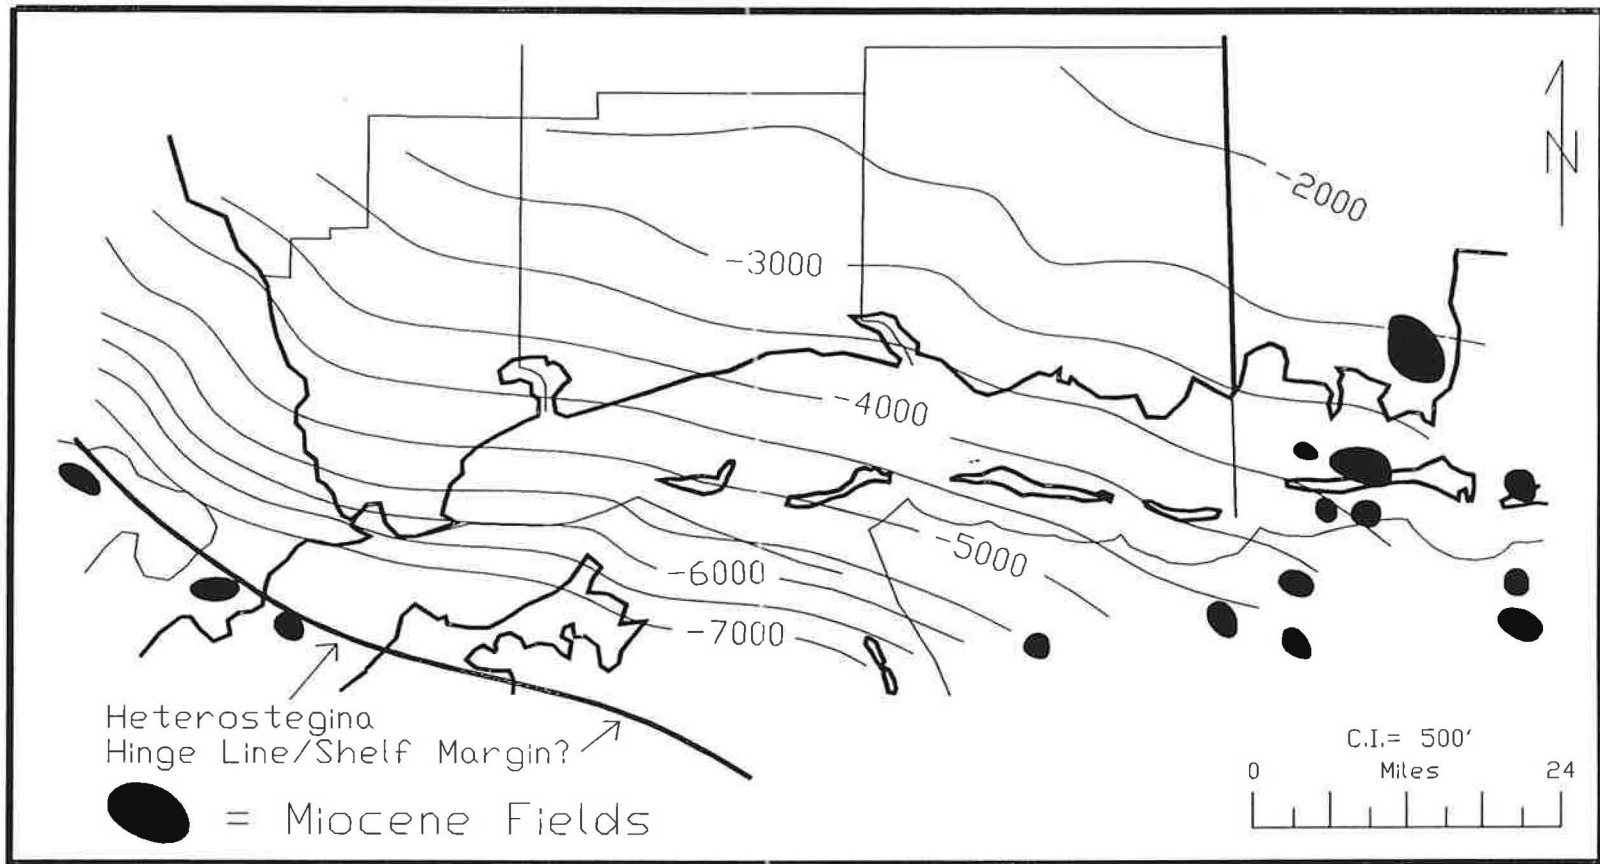 N
-2000
-3000
-4000
-5000
-6000
-7000
Heterostegina
Hinge Line/Shelf Margin?
= Miocene Fields
C.I.= 500'
Miles
0 24